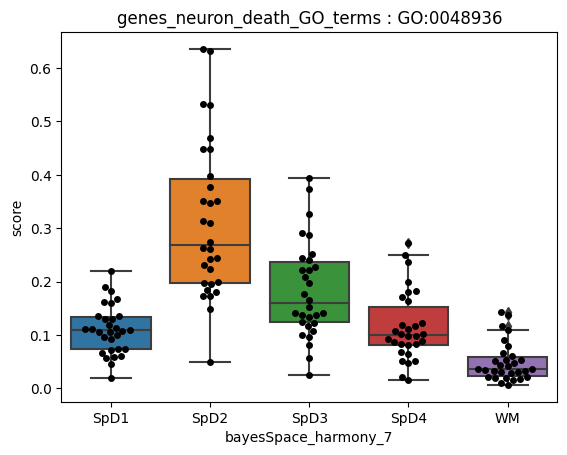 genes_neuron_death_GO_terms : GO:0048936
score
0.6
0.5
0.4
0.3
0.2
0.1
0.0
SpD1 SpD2 SpD3 SpD4 WM
bayesSpace_harmony_7